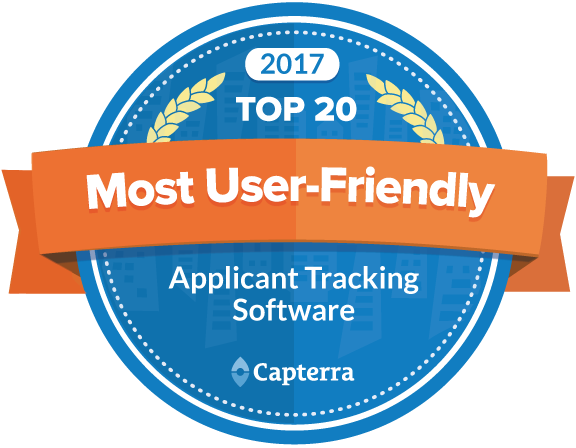 2017
TOP 20
Most User-Friendly
Applicant Tracking
Software
Capterra